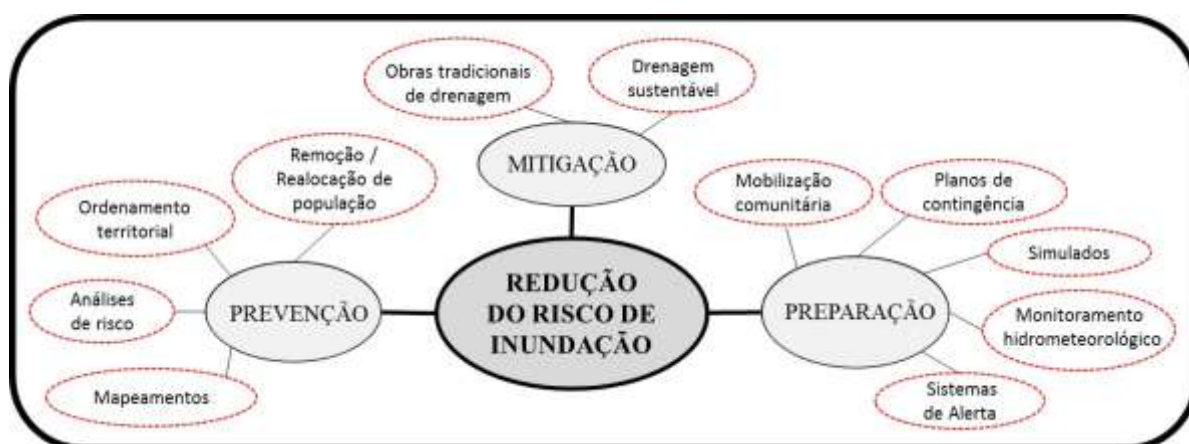 Obras tradicionais
de drenagem
Drenagem
sustentável
MITIGAÇÃO
Remoção /
Realocação de
população
Ordenamento
territorial
Análises
de risco
Mapeamentos
PREVENÇÃO
REDUÇÃO
DO RISCO DE
INUNDAÇÃO
Mobilização
comunitária
Planos de
contingência
Simulados
PREPARAÇÃO
Monitoramento
hidrometeorológico
Sistemas
de Alerta